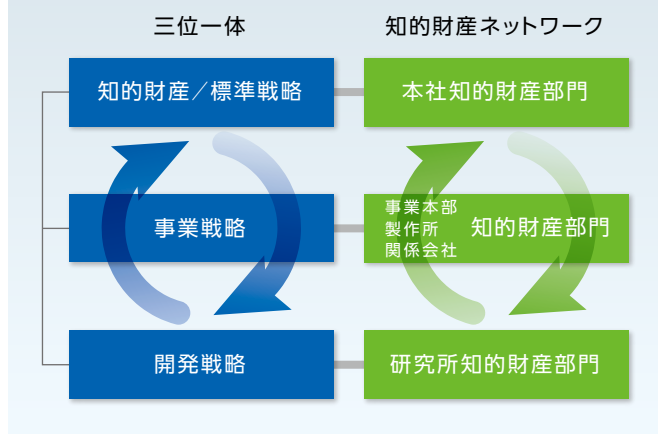 三位一体
知的財産ネットワーク
知的財産／標準戦略
本社知的財産部門
事業戦略
事業本部
製作所
関係会社
知的財産部門
開発戦略
研究所知的財産部門